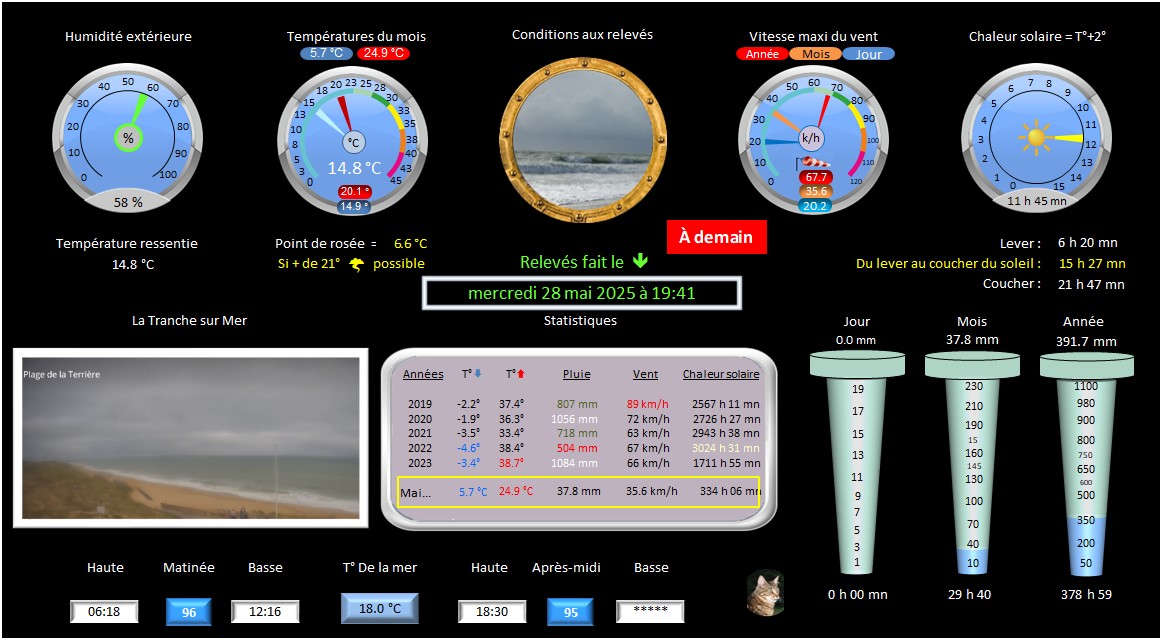 Humidité extérieure
0 10 20 30 40 50 60 70 80 90 100
%
58 %
Températures du mois
5.7 °C 24.9 °C
0 3 5 8 10 13 15 18 20 23 25 28 30 33 35 38 40 43 45
°C
14.8 °C
20.1 °
14.9 °
Conditions aux relevés
Vitesse maxi du vent
Année Mois Jour
0 10 20 30 40 50 60 70 80 90 100 110 120
k/h
67.7
35.6
20.2
Chaleur solaire = T°+2°
0 1 2 3 4 5 6 7 8 9 10 11 12 13 14 15
11 h 45 mn
Température ressentie
14.8 °C
Point de rosée = 6.6 °C
Si + de 21° possible
À demain
Relevés fait le
mercredi 28 mai 2025 à 19:41
Lever : 6 h 20 mn
Du lever au coucher du soleil : 15 h 27 mn
Coucher : 21 h 47 mn
La Tranche sur Mer
Plage de la Terrière
Statistiques
Années T° T° Pluie Vent Chaleur solaire
2019 -2.2° 37.4° 807 mm 89 km/h 2567 h 11 mn
2020 -1.9° 36.3° 1056 mm 72 km/h 2726 h 27 mn
2021 -3.5° 33.4° 718 mm 63 km/h 2943 h 38 mn
2022 -4.6° 38.4° 504 mm 67 km/h 3024 h 31 mn
2023 -3.4° 38.7° 1084 mm 66 km/h 1711 h 55 mn
Mai... 5.7 °C 24.9 °C 37.8 mm 35.6 km/h 334 h 06 mn
Jour
0.0 mm
19
17
15
13
11
9
7
5
3
1
0 h 00 mn
Mois
37.8 mm
230
210
190
15
160
145
130
100
70
40
10
29 h 40
Année
391.7 mm
1100
980
900
800
750
650
600
500
350
200
50
378 h 59
Haute Matinée Basse T° De la mer Haute Après-midi Basse
06:18 96 12:16 18.0 °C 18:30 95 *****